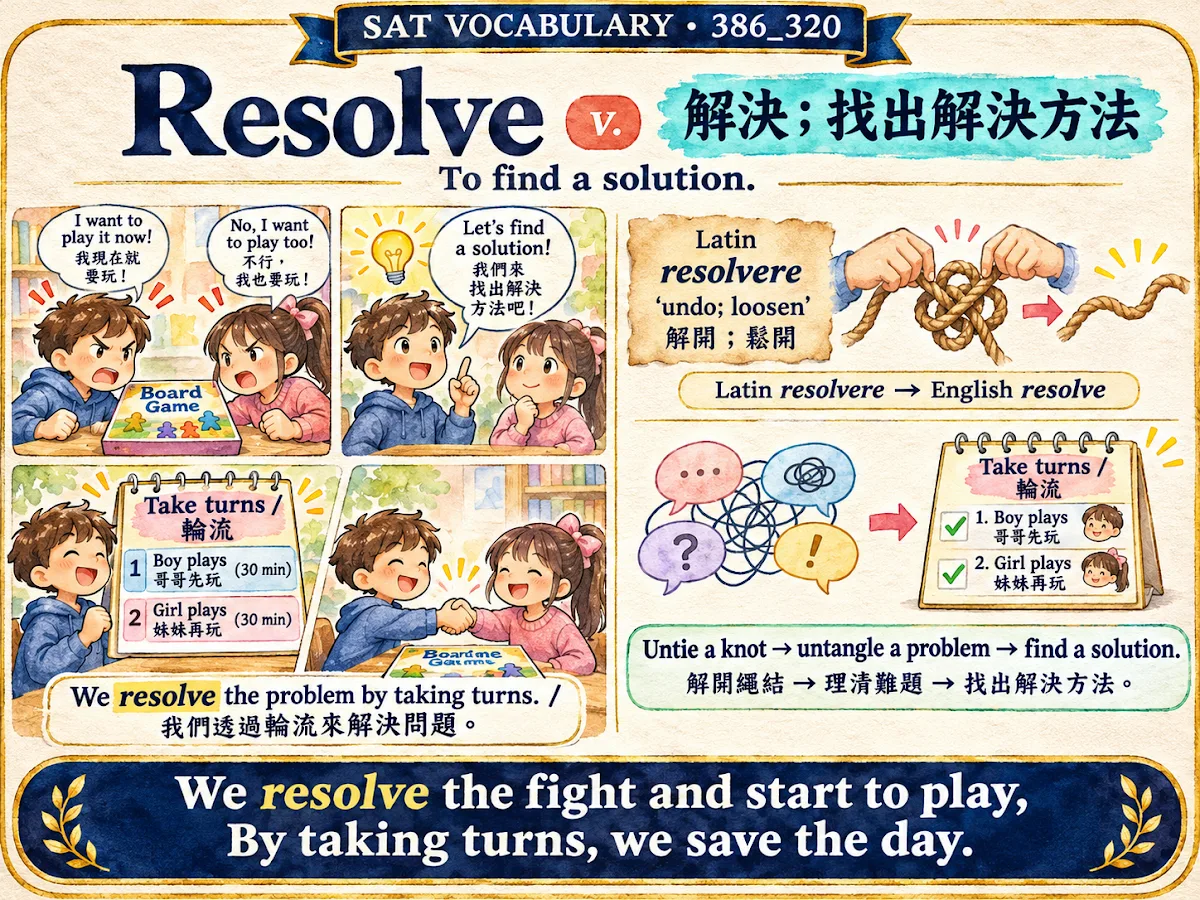 SAT VOCABULARY • 386_320
Resolve
v.
解決；找出解決方法
To find a solution.
I want to
play it now!
我現在就
要玩！
No, I want
to play too!
不行，
我也要玩！
Board
Game
Let's find
a solution!
我們來
找出解決
方法吧！
Take turns /
輪流
1 Boy plays (30 min)
哥哥先玩
2 Girl plays (30 min)
妹妹再玩
We resolve the problem by taking turns. /
我們透過輪流來解決問題。
Latin
resolvere
‘undo; loosen’
解開；鬆開
Latin resolvere → English resolve
...
?
!
Take turns /
輪流
1. Boy plays
哥哥先玩
2. Girl plays
妹妹再玩
Untie a knot → untangle a problem → find a solution.
解開繩結 → 理清難題 → 找出解決方法。
We resolve the fight and start to play,
By taking turns, we save the day.